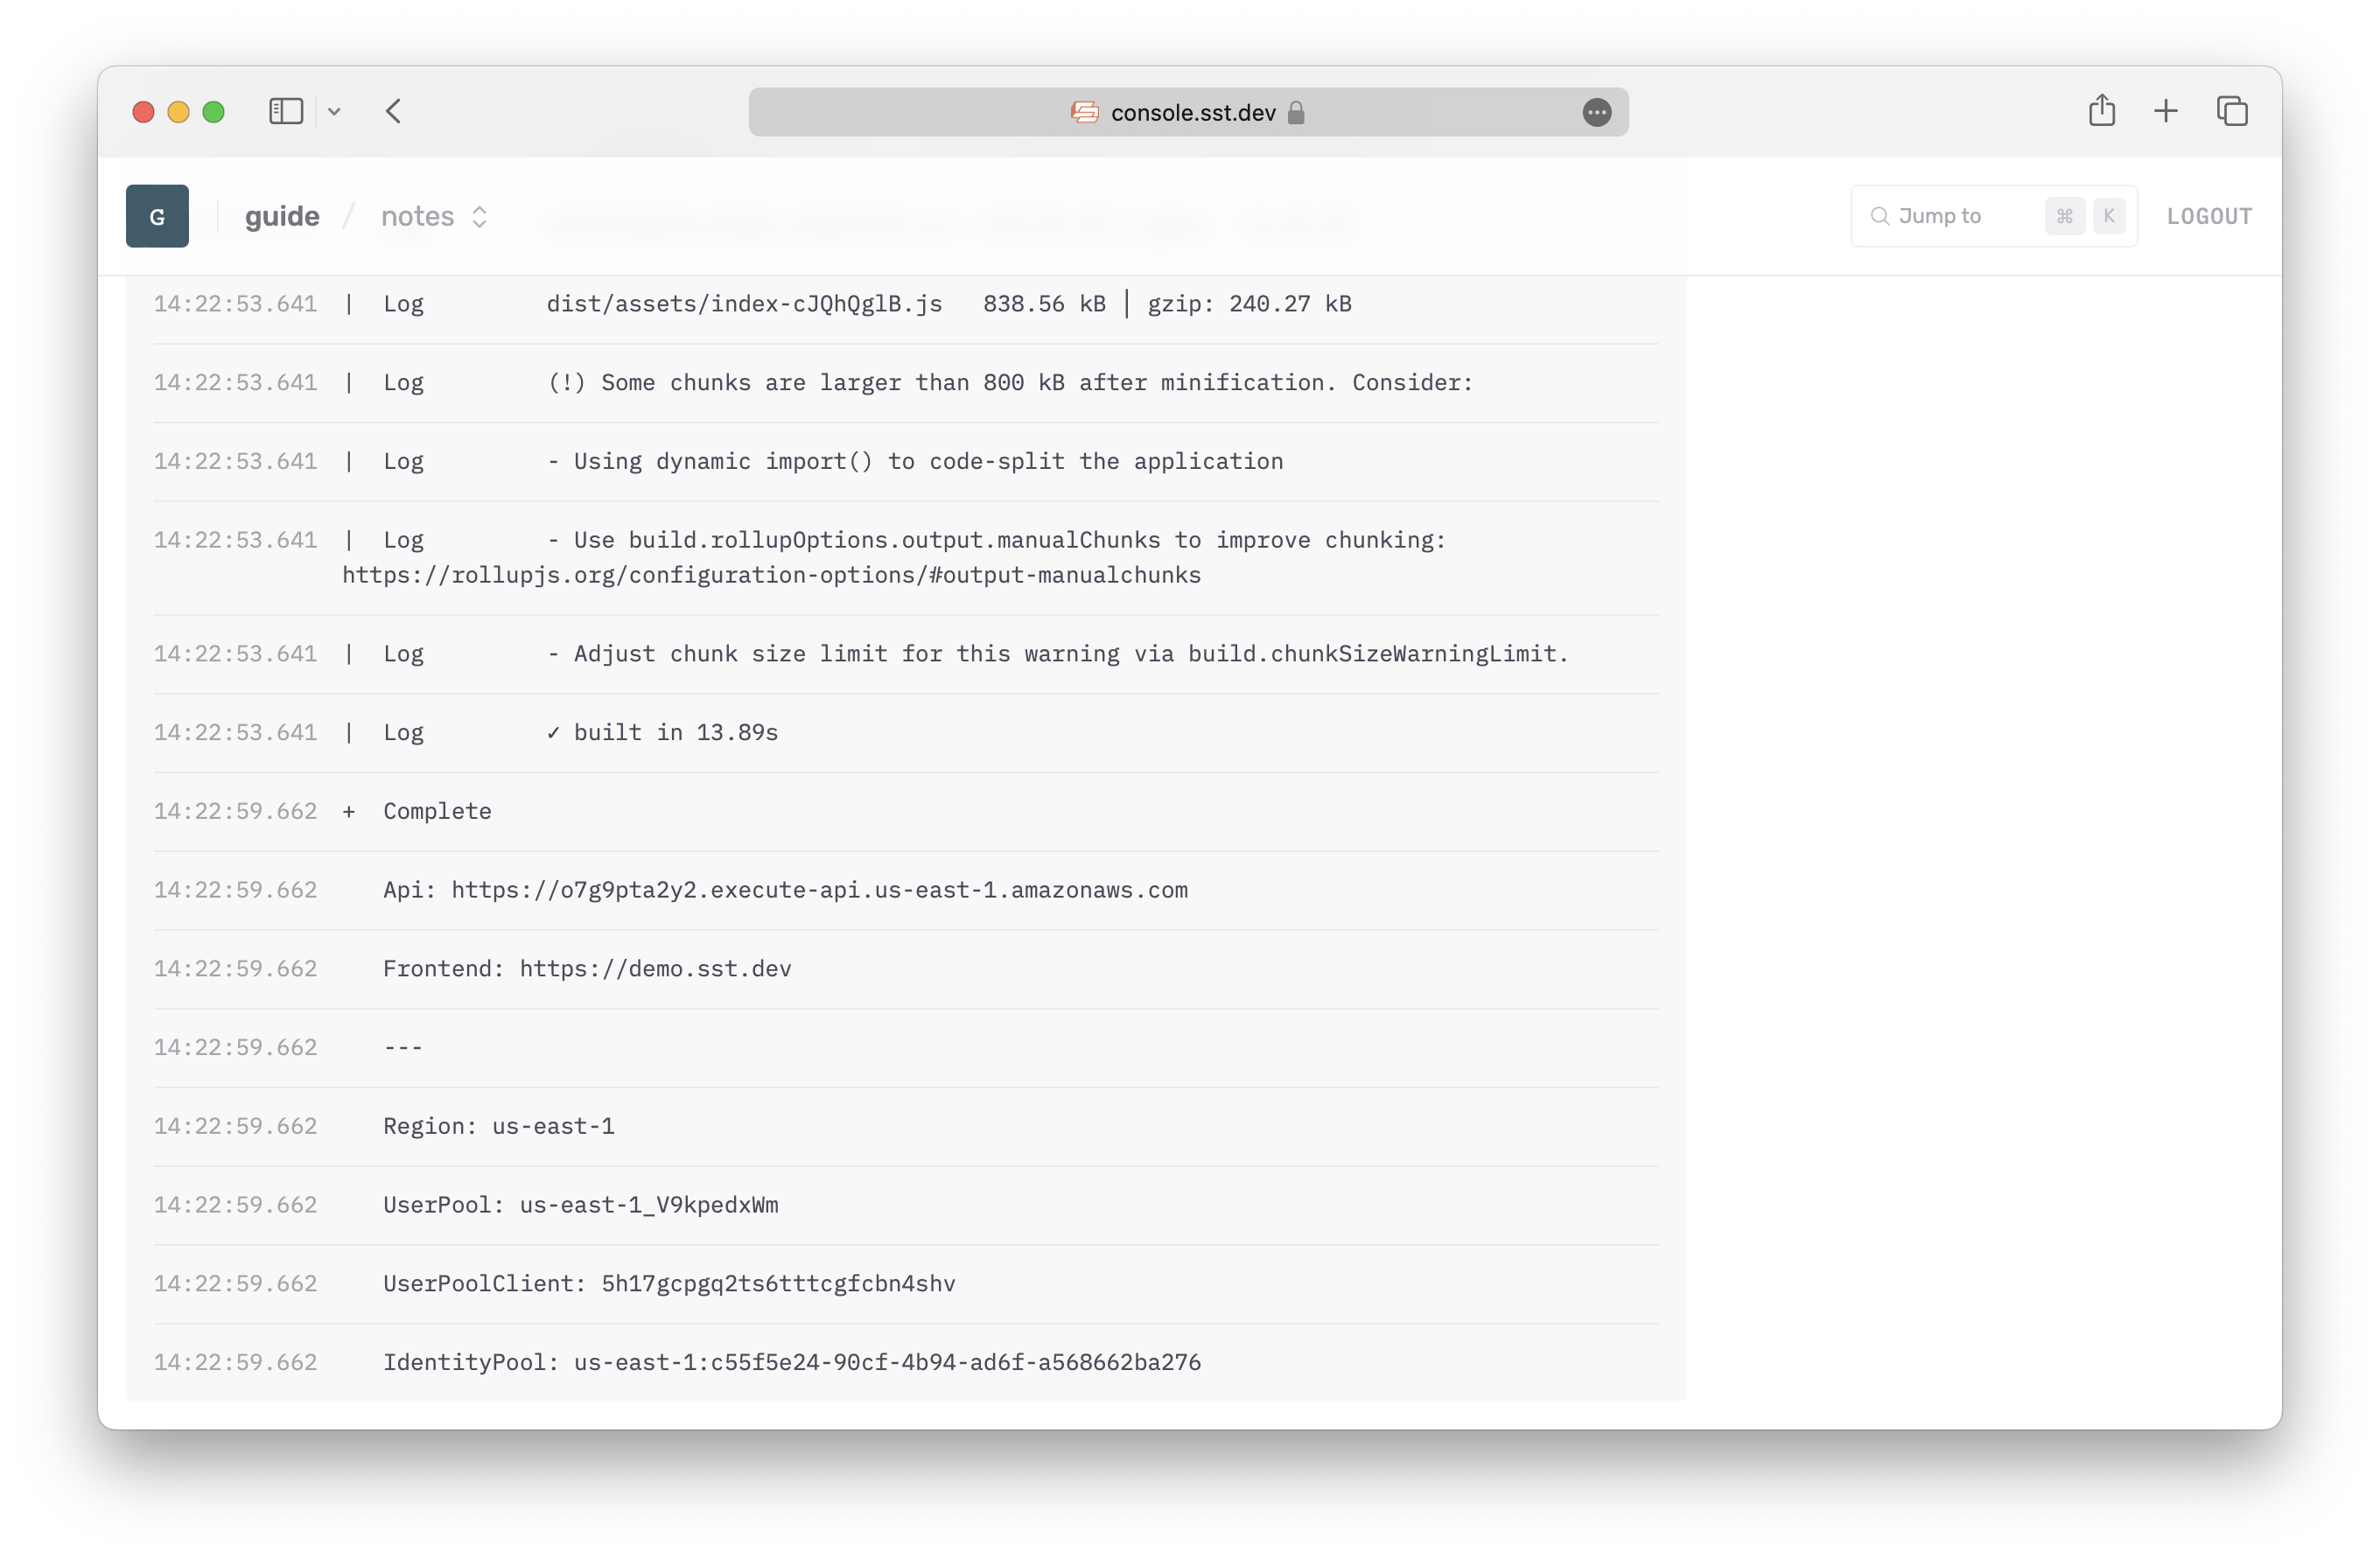 console.sst.dev
G guide / notes Jump to ⌘ K LOGOUT
14:22:53.641 | Log dist/assets/index-cJQhQglB.js 838.56 kB │ gzip: 240.27 kB
14:22:53.641 | Log (!) Some chunks are larger than 800 kB after minification. Consider:
14:22:53.641 | Log - Using dynamic import() to code-split the application
14:22:53.641 | Log - Use build.rollupOptions.output.manualChunks to improve chunking:
https://rollupjs.org/configuration-options/#output-manualchunks
14:22:53.641 | Log - Adjust chunk size limit for this warning via build.chunkSizeWarningLimit.
14:22:53.641 | Log ✓ built in 13.89s
14:22:59.662 + Complete
14:22:59.662 Api: https://o7g9pta2y2.execute-api.us-east-1.amazonaws.com
14:22:59.662 Frontend: https://demo.sst.dev
14:22:59.662 ---
14:22:59.662 Region: us-east-1
14:22:59.662 UserPool: us-east-1_V9kpedxWm
14:22:59.662 UserPoolClient: 5h17gcpgq2ts6tttcgfcbn4shv
14:22:59.662 IdentityPool: us-east-1:c55f5e24-90cf-4b94-ad6f-a568662ba276